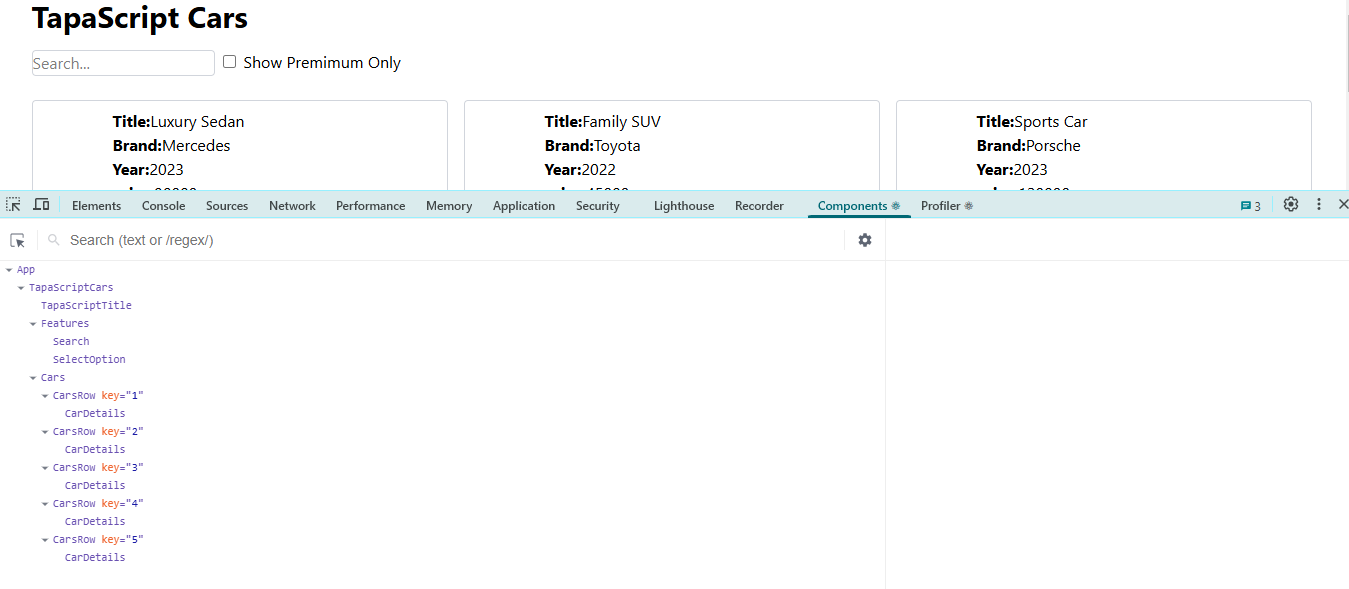 TapaScript Cars
Search... Show Premimum Only
Title:Luxury Sedan Title:Family SUV Title:Sports Car
Brand:Mercedes Brand:Toyota Brand:Porsche
Year:2023 Year:2022 Year:2023
Elements Console Sources Network Performance Memory Application Security Lighthouse Recorder Components Profiler 3
Search (text or /regex/)
App
TapaScriptCars
TapaScriptTitle
Features
Search
SelectOption
Cars
CarsRow key="1"
CarDetails
CarsRow key="2"
CarDetails
CarsRow key="3"
CarDetails
CarsRow key="4"
CarDetails
CarsRow key="5"
CarDetails